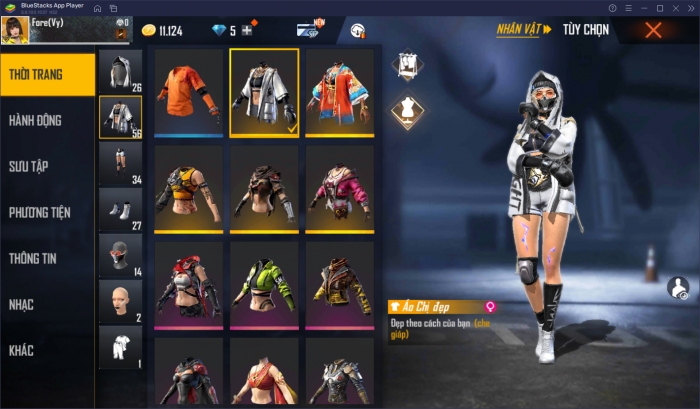 BlueStacks App Player
Fore(Vy)
0
11.124
5
NEW
NHÂN VẬT
TÙY CHỌN
THỜI TRANG
HÀNH ĐỘNG
SƯU TẬP
PHƯƠNG TIỆN
THÔNG TIN
NHẠC
KHÁC
26
56
34
27
14
2
1
Áo Chị đẹp
Đẹp theo cách của bạn (che
giáp)